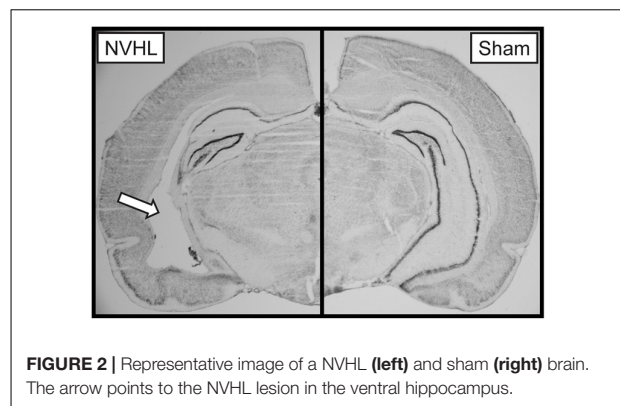 NVHL
Sham
FIGURE 2 | Representative image of a NVHL (left) and sham (right) brain.
The arrow points to the NVHL lesion in the ventral hippocampus.